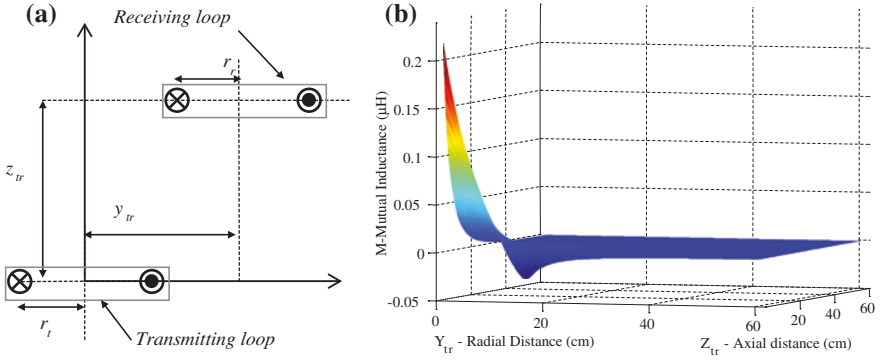 (a)
Receiving loop
r_r
z_tr
y_tr
r_t
Transmitting loop
(b)
M-Mutual Inductance (µH)
0.2
0.15
0.1
0.05
0
-0.05
0
20
40
60
20
40
60
Y_tr - Radial Distance (cm)
Z_tr - Axial distance (cm)